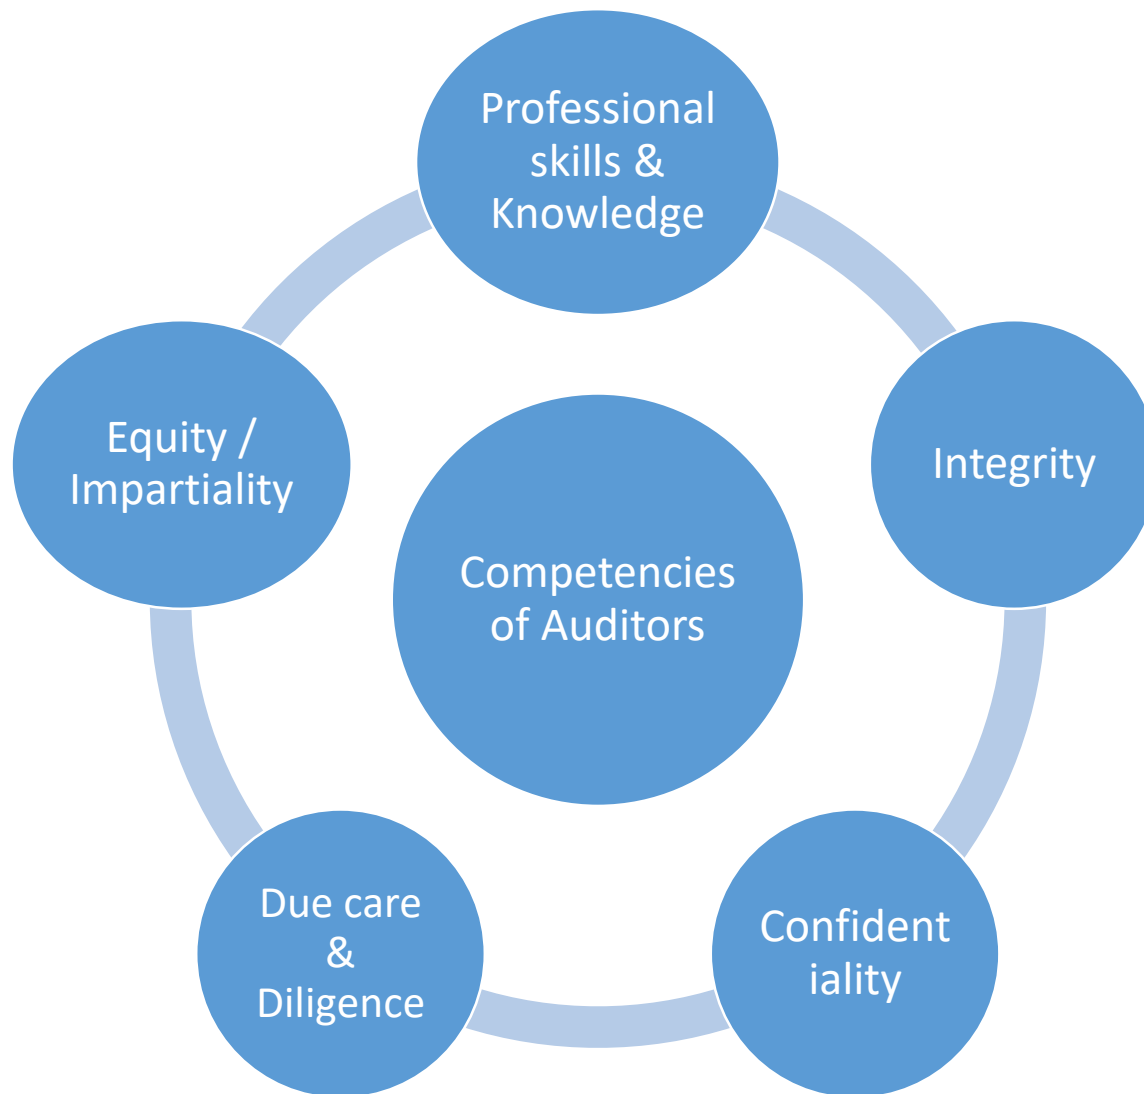 Professional
skills &
Knowledge
Equity /
Impartiality
Integrity
Competencies
of Auditors
Due care
&
Diligence
Confident
iality